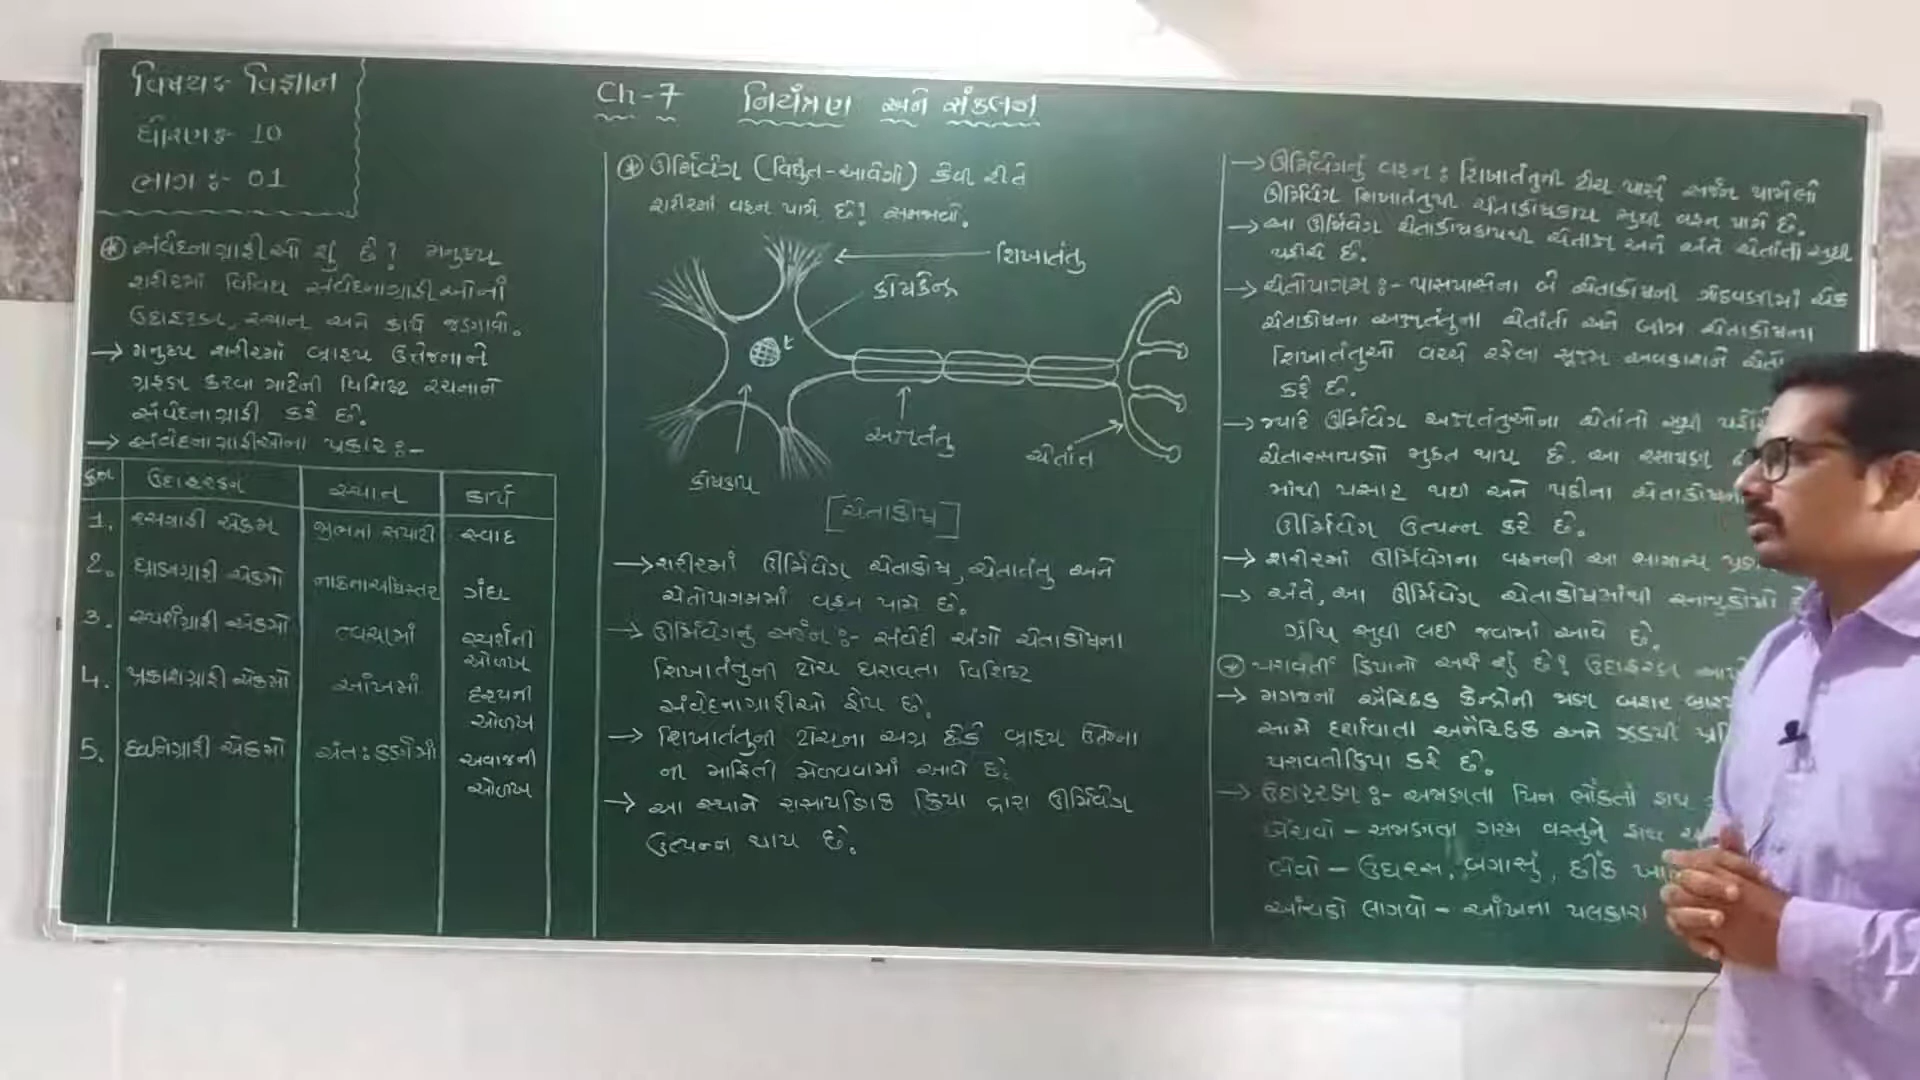 વિષય:- વિજ્ઞાન
ધોરણ:- 10
ભાગ:- 01
Ch-7 નિયંત્રણ અને સંકલન
* સંવેદનાગ્રાહીઓ શું છે? મનુષ્ય
શરીરમાં વિવિધ સંવેદનાગ્રાહીઓનાં
ઉદાહરણ, સ્થાન અને કાર્ય જણાવો.
→ મનુષ્ય શરીરમાં બાહ્ય ઉત્તેજનાને
ગ્રહણ કરવા માટેની વિશિષ્ટ રચનાને
સંવેદનાગ્રાહી કહે છે.
→ સંવેદનાગ્રાહીઓના પ્રકાર :-
ક્રમ ઉદાહરણ સ્થાન કાર્ય
1. રસગ્રાહી એકમ જીભની સપાટી સ્વાદ
2. ઘ્રાણગ્રાહી એકમો નાકનાઅધિસ્તર ગંધ
3. સ્પર્શગ્રાહી એકમો ત્વચામાં સ્પર્શની ઓળખ
4. પ્રકાશગ્રાહી એકમો આંખમાં દૃશ્યની ઓળખ
5. ધ્વનિગ્રાહી એકમો અંતઃકર્ણમાં અવાજની ઓળખ
* ઊર્મિવેગ (વિદ્યુત-આવેગો) કેવી રીતે
શરીરમાં વહન પામે છે? સમજાવો.
શિખાતંતુ
કોષકેન્દ્ર
અક્ષતંતુ
ચેતાંત
કોષકાય
[ચેતાકોષ]
→ શરીરમાં ઊર્મિવેગ ચેતાકોષ, ચેતાતંતુ અને
ચેતોપાગમમાં વહન પામે છે.
→ ઊર્મિવેગનું સર્જન :- સંવેદી અંગો ચેતાકોષના
શિખાતંતુની ટોચ ધરાવતા વિશિષ્ટ
સંવેદનાગ્રાહીઓ હોય છે.
→ શિખાતંતુની ટોચના અગ્ર છેડે બાહ્ય ઉત્તેજના
ની માહિતી મેળવવામાં આવે છે.
→ આ સ્થાને રાસાયણિક ક્રિયા દ્વારા ઊર્મિવેગ
ઉત્પન્ન થાય છે.
→ ઊર્મિવેગનું વહન : શિખાતંતુની ટોચ પાસે સર્જન પામેલો
ઊર્મિવેગ શિખાતંતુથી ચેતાકોષકાય સુધી વહન પામે છે.
→ આ ઊર્મિવેગ ચેતાકોષકાયથી ચેતાક્ષ અને અંતે ચેતાંતો સુધી
પહોંચે છે.
→ ચેતોપાગમ :- પાસપાસેના બે ચેતાકોષની ગોઠવણીમાં એક
ચેતાકોષના અક્ષતંતુના ચેતાંતો અને બીજા ચેતાકોષના
શિખાતંતુઓ વચ્ચે રહેલા સૂક્ષ્મ અવકાશને
કહે છે.
→ જ્યારે ઊર્મિવેગ અક્ષતંતુઓના ચેતાંતો સુધી
ચેતારસાયણો મુક્ત થાય છે. આ રસાયણ
માંથી પસાર થઈ અને પછીના
ઊર્મિવેગ ઉત્પન્ન કરે છે.
→ શરીરમાં ઊર્મિવેગના વહનની આ સામાન્ય
→ અંતે, આ ઊર્મિવેગ ચેતાકોષમાંથી સ્નાયુકોષો
ગ્રંથિ સુધી લઈ જવામાં આવે છે.
* પરાવર્તી ક્રિયાનો અર્થ શું છે? ઉદાહરણ
→ મગજનાં ઐચ્છિક કેન્દ્રોની જાણ બહાર
સામે દર્શાવાતા અનૈચ્છિક અને ઝડપી
પરાવર્તીક્રિયા કહે છે.
→ ઉદાહરણ :- અજાણતા પિન ભોંકાતા હાથ
ખેંચવો - અજાણતા ગરમ વસ્તુને હાથ
લેવો - ઉધરસ, બગાસું, છીંક
આંચકો લાગવો - આંખના પલકારા